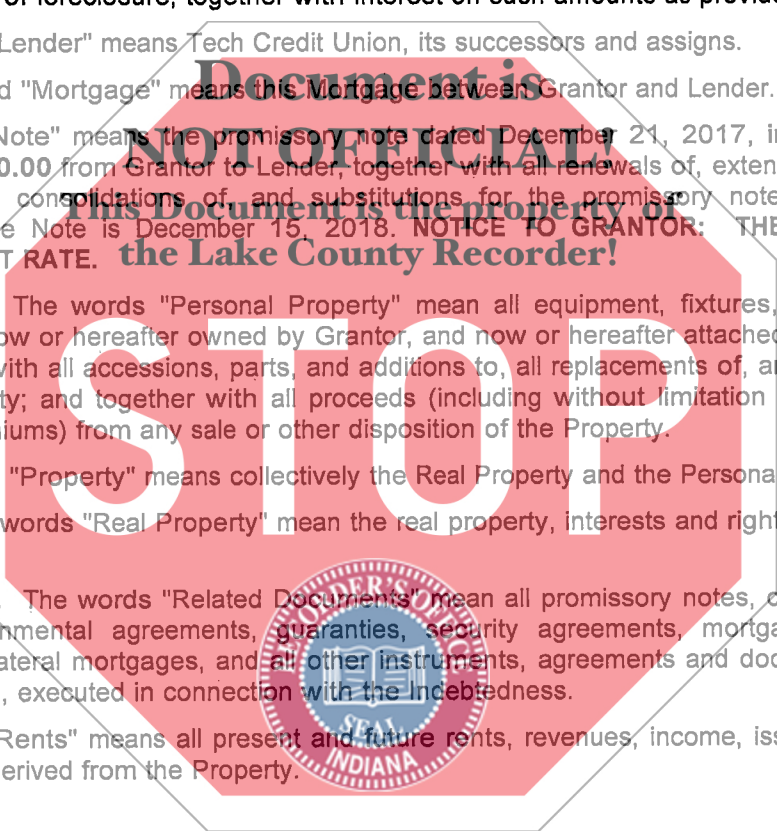 of foreclosure, together with interest on such amounts as provide
Lender" means Tech Credit Union, its successors and assigns.
Document is
d "Mortgage" means this Mortgage between Grantor and Lender.
NOT OFFICIAL!
Note" means the promissory note dated December 21, 2017, i
0.00 from Grantor to Lender, together with all renewals of, exten
This Document is the property of
consolidations of, and substitutions for the promissory note
e Note is December 15, 2018. NOTICE TO GRANTOR: THE
the Lake County Recorder!
T RATE.
The words "Personal Property" mean all equipment, fixtures,
ow or hereafter owned by Grantor, and now or hereafter attached
with all accessions, parts, and additions to, all replacements of, a
ty; and together with all proceeds (including without limitation
niums) from any sale or other disposition of the Property.
STOP
"Property" means collectively the Real Property and the Persona
words "Real Property" mean the real property, interests and right
The words "Related Documents" mean all promissory notes, c
nmental agreements, guaranties, security agreements, mortga
ateral mortgages, and all other instruments, agreements and doc
, executed in connection with the Indebtedness.
RECORDER'S OFFICE
SEAL
INDIANA
Rents" means all present and future rents, revenues, income, iss
erived from the Property.